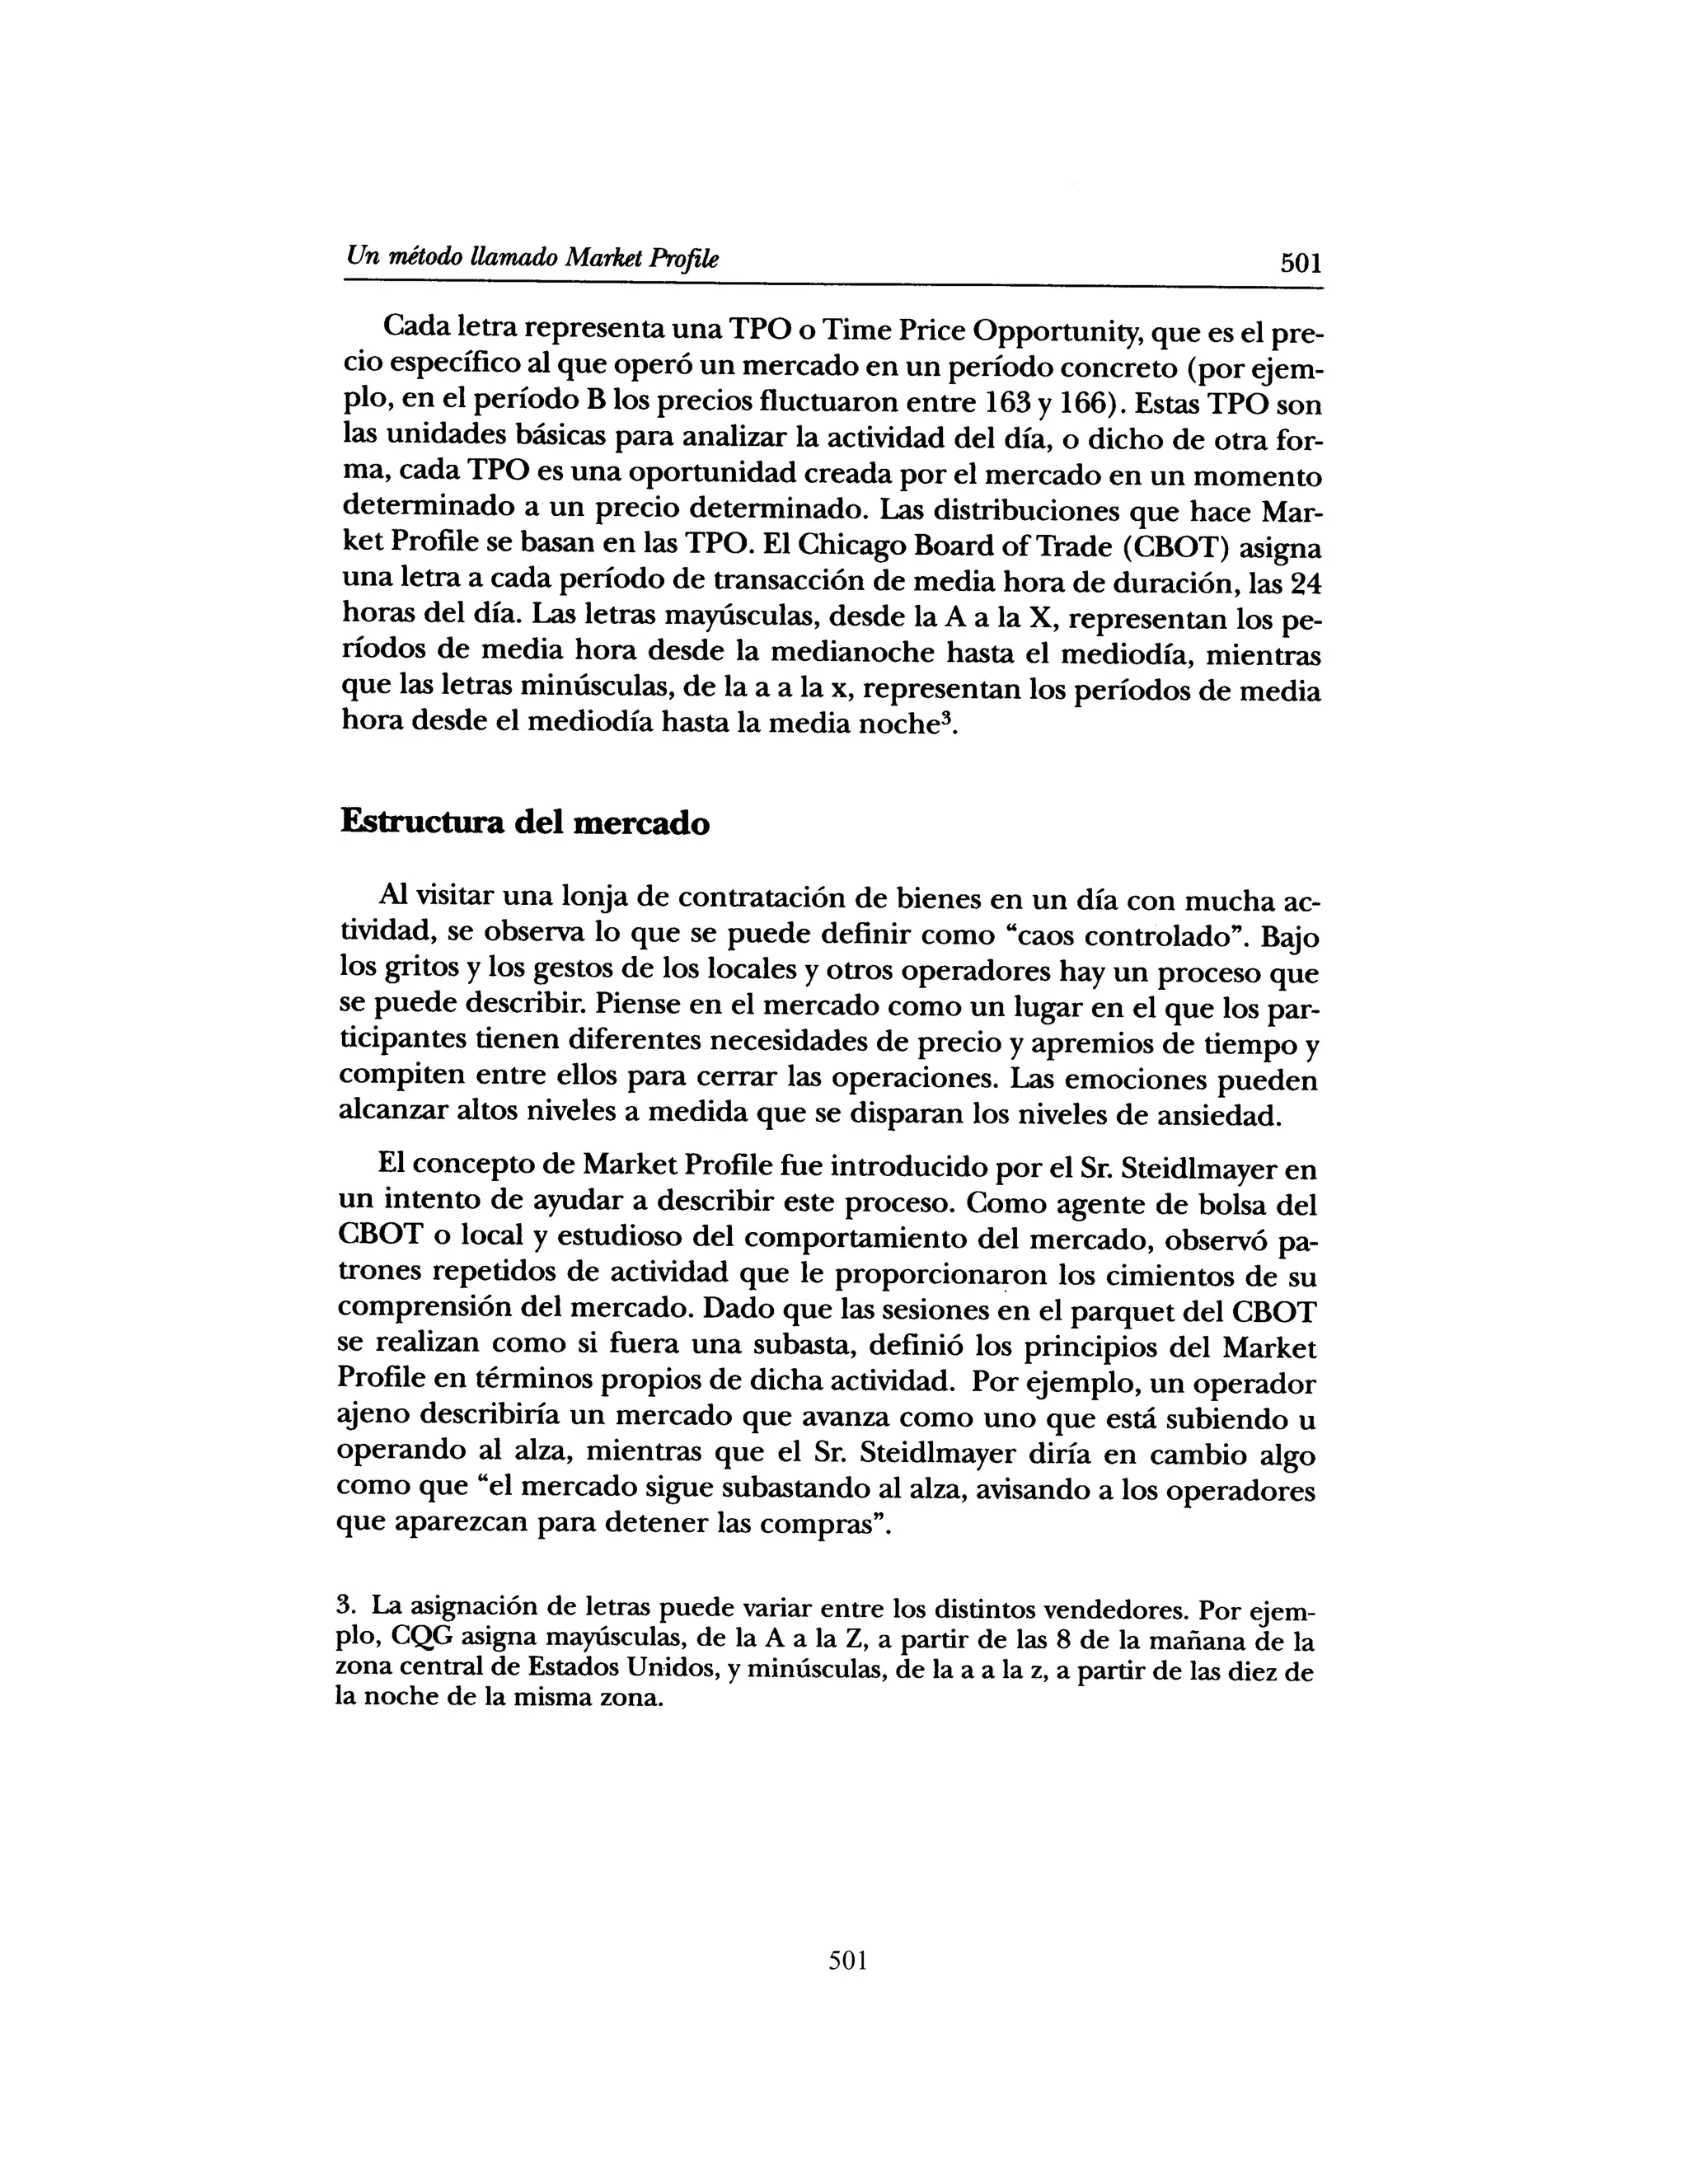 Un método llamado Market Profile 501
Cada letra representa una TPO o Time Price Opportunity, que es el pre-
cio específico al que operó un mercado en un período concreto (por ejem-
plo, en el período B los precios fluctuaron entre 163 y 166). Estas TPO son
las unidades básicas para analizar la actividad del día, o dicho de otra for-
ma, cada TPO es una oportunidad creada por el mercado en un momento
determinado a un precio determinado. Las distribuciones que hace Mar-
ket Profile se basan en las TPO. El Chicago Board of Trade (CBOT) asigna
una letra a cada período de transacción de media hora de duración, las 24
horas del día. Las letras mayúsculas, desde la A a la X, representan los pe-
ríodos de media hora desde la medianoche hasta el mediodía, mientras
que las letras minúsculas, de la a a la x, representan los períodos de media
hora desde el mediodía hasta la media noche³.
Estructura del mercado
Al visitar una lonja de contratación de bienes en un día con mucha ac-
tividad, se observa lo que se puede definir como “caos controlado”. Bajo
los gritos y los gestos de los locales y otros operadores hay un proceso que
se puede describir. Piense en el mercado como un lugar en el que los par-
ticipantes tienen diferentes necesidades de precio y apremios de tiempo y
compiten entre ellos para cerrar las operaciones. Las emociones pueden
alcanzar altos niveles a medida que se disparan los niveles de ansiedad.
El concepto de Market Profile fue introducido por el Sr. Steidlmayer en
un intento de ayudar a describir este proceso. Como agente de bolsa del
CBOT o local y estudioso del comportamiento del mercado, observó pa-
trones repetidos de actividad que le proporcionaron los cimientos de su
comprensión del mercado. Dado que las sesiones en el parquet del CBOT
se realizan como si fuera una subasta, definió los principios del Market
Profile en términos propios de dicha actividad. Por ejemplo, un operador
ajeno describiría un mercado que avanza como uno que está subiendo u
operando al alza, mientras que el Sr. Steidlmayer diría en cambio algo
como que “el mercado sigue subastando al alza, avisando a los operadores
que aparezcan para detener las compras”.
3. La asignación de letras puede variar entre los distintos vendedores. Por ejem-
plo, CQG asigna mayúsculas, de la A a la Z, a partir de las 8 de la mañana de la
zona central de Estados Unidos, y minúsculas, de la a a la z, a partir de las diez de
la noche de la misma zona.
501